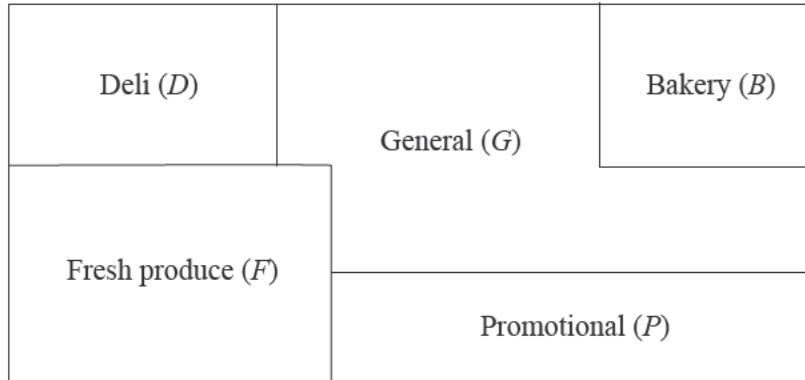 Deli (D)
Bakery (B)
General (G)
Fresh produce (F)
Promotional (P)